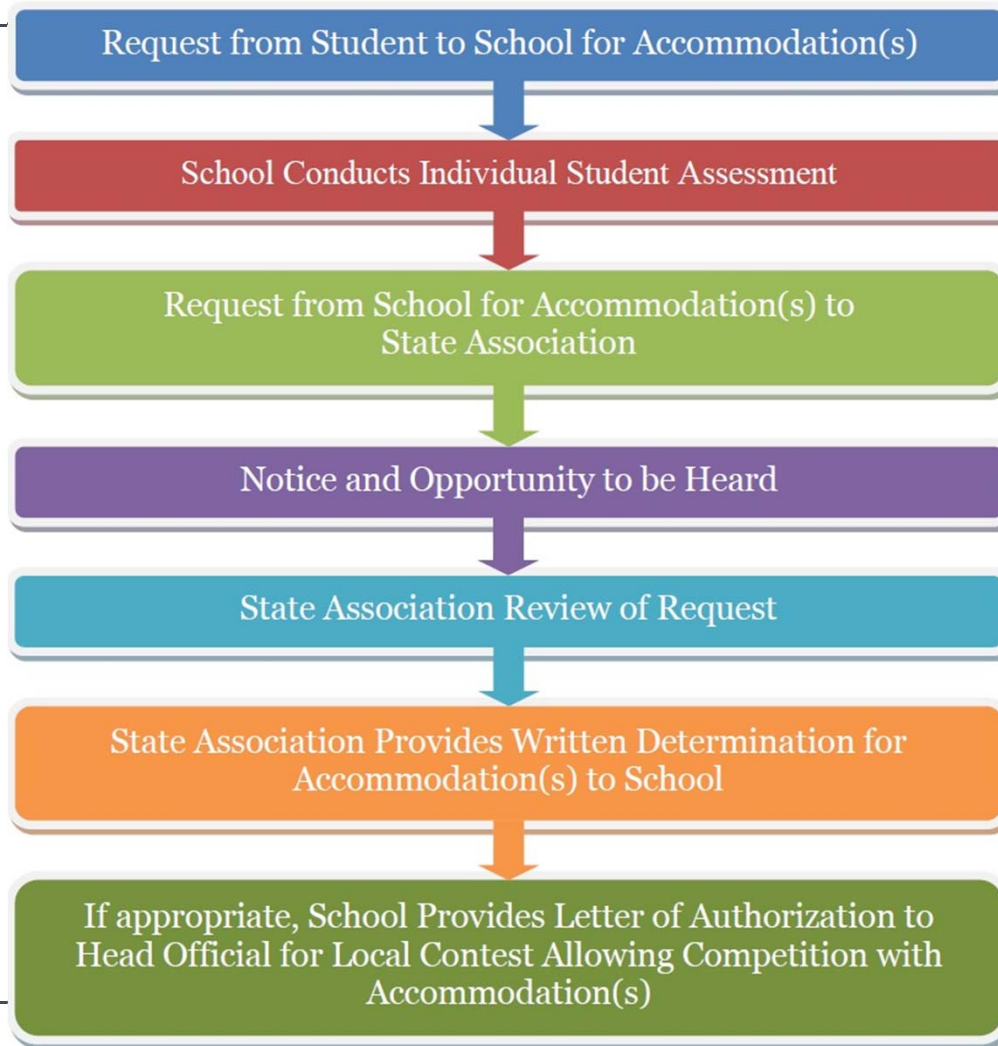 Request from Student to School for Accommodation(s)
School Conducts Individual Student Assessment
Request from School for Accommodation(s) to
State Association
Notice and Opportunity to be Heard
State Association Review of Request
State Association Provides Written Determination for
Accommodation(s) to School
If appropriate, School Provides Letter of Authorization to
Head Official for Local Contest Allowing Competition with
Accommodation(s)